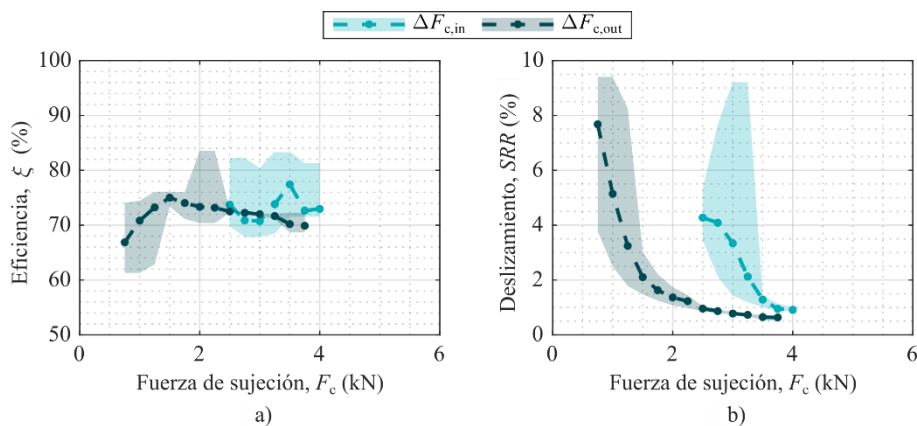 ΔF_c,in ΔF_c,out
100
90
80
70
60
50
Eficiencia, ξ (%)
0 2 4 6
Fuerza de sujeción, F_c (kN)
a)
10
8
6
4
2
0
Deslizamiento, SRR (%)
0 2 4 6
Fuerza de sujeción, F_c (kN)
b)